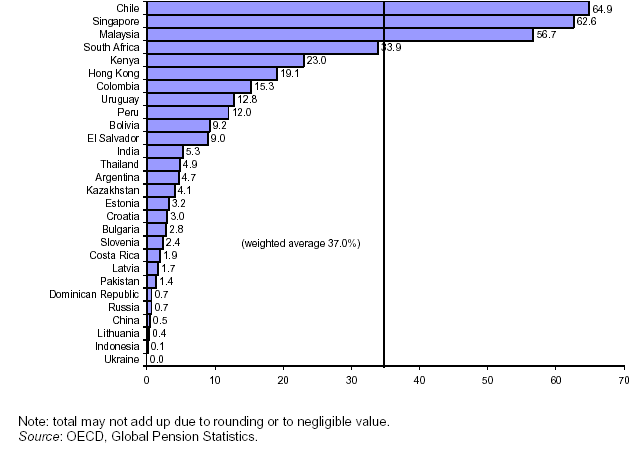 Chile 64.9
Singapore 62.6
Malaysia 56.7
South Africa 33.9
Kenya 23.0
Hong Kong 19.1
Colombia 15.3
Uruguay 12.8
Peru 12.0
Bolivia 9.2
El Salvador 9.0
India 5.3
Thailand 4.9
Argentina 4.7
Kazakhstan 4.1
Estonia 3.2
Croatia 3.0
Bulgaria 2.8
Slovenia 2.4 (weighted average 37.0%)
Costa Rica 1.9
Latvia 1.7
Pakistan 1.4
Dominican Republic 0.7
Russia 0.7
China 0.5
Lithuania 0.4
Indonesia 0.1
Ukraine 0.0
0 10 20 30 40 50 60 70
Note: total may not add up due to rounding or to negligible value.
Source: OECD, Global Pension Statistics.